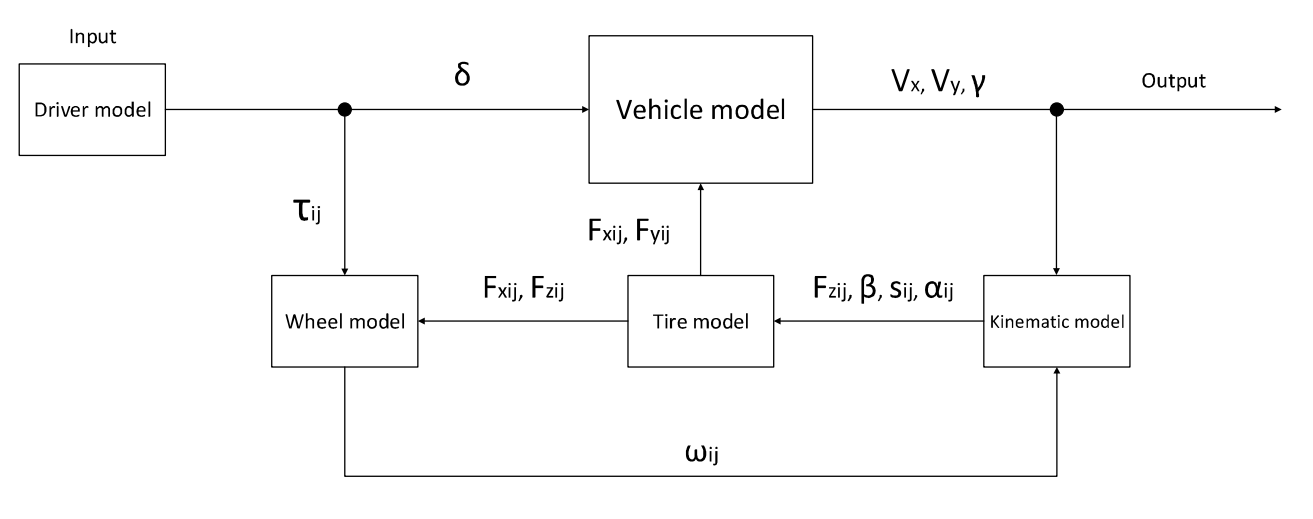 Input
Driver model
δ
Vehicle model
Vx, Vy, γ
Output
τij
Fxij, Fyij
Fxij, Fzij
Fzij, β, sij, αij
Wheel model
Tire model
Kinematic model
ωij